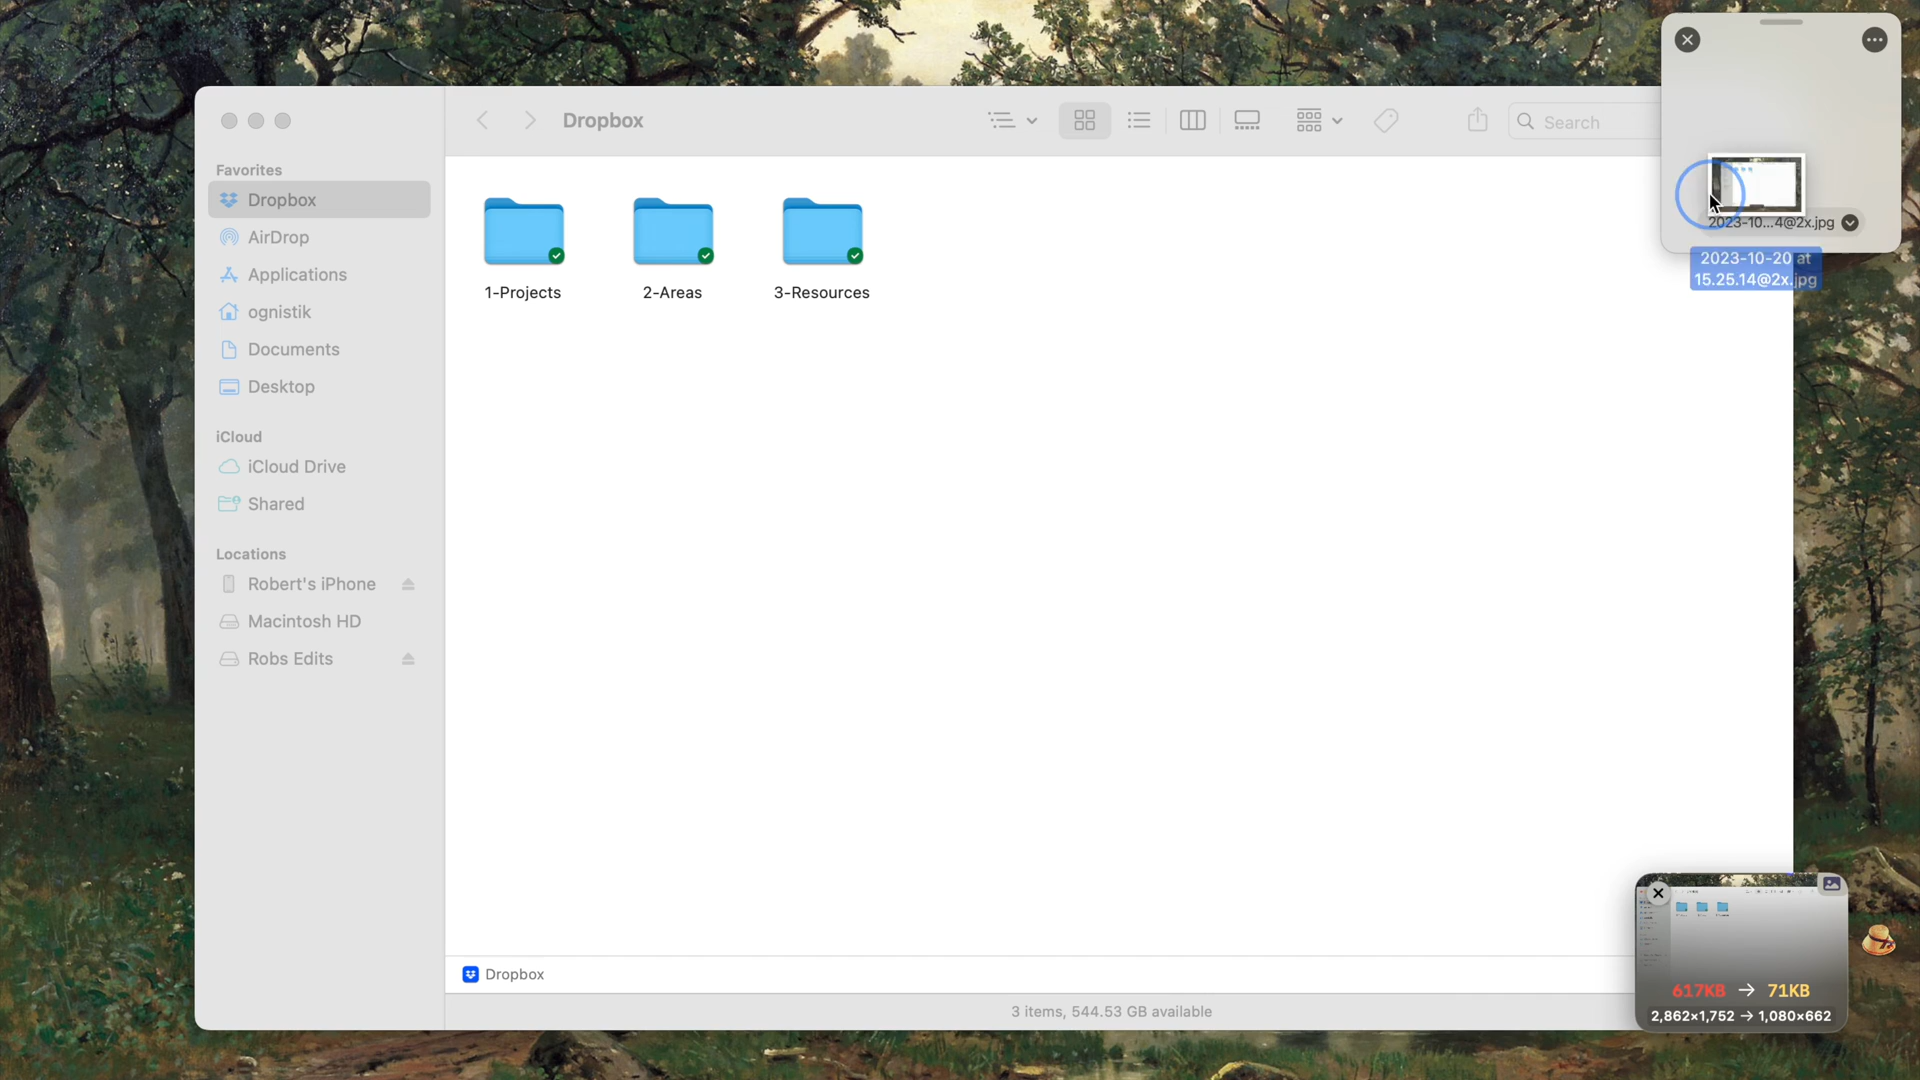 Dropbox
Search
Favorites
Dropbox
AirDrop
Applications
ognistik
Documents
Desktop
iCloud
iCloud Drive
Shared
Locations
Robert's iPhone
Macintosh HD
Robs Edits
1-Projects
2-Areas
3-Resources
2023-10...4@2x.jpg
2023-10-20 at
15.25.14@2x.jpg
Dropbox
3 items, 544.53 GB available
617KB → 71KB
2,862×1,752 → 1,080×662